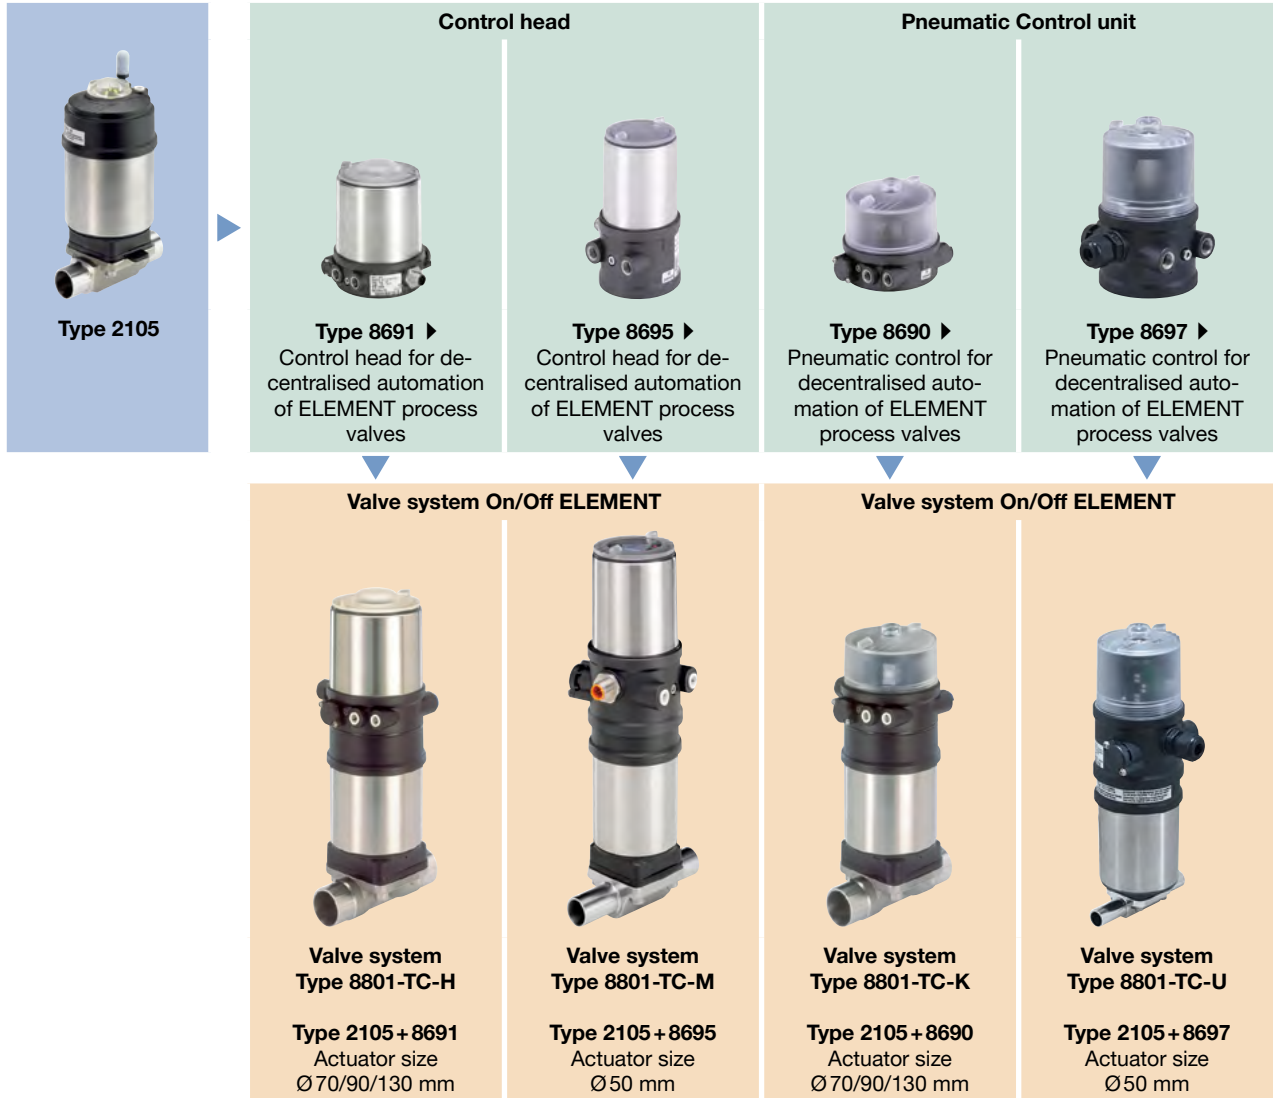 Control head
Pneumatic Control unit
Type 2105
Type 8691
Control head for de-
centralised automation
of ELEMENT process
valves
Type 8695
Control head for de-
centralised automation
of ELEMENT process
valves
Type 8690
Pneumatic control for
decentralised auto-
mation of ELEMENT
process valves
Type 8697
Pneumatic control for
decentralised auto-
mation of ELEMENT
process valves
Valve system On/Off ELEMENT
Valve system On/Off ELEMENT
Valve system
Type 8801-TC-H
Type 2105+8691
Actuator size
Ø70/90/130 mm
Valve system
Type 8801-TC-M
Type 2105+8695
Actuator size
Ø50 mm
Valve system
Type 8801-TC-K
Type 2105+8690
Actuator size
Ø70/90/130 mm
Valve system
Type 8801-TC-U
Type 2105+8697
Actuator size
Ø50 mm